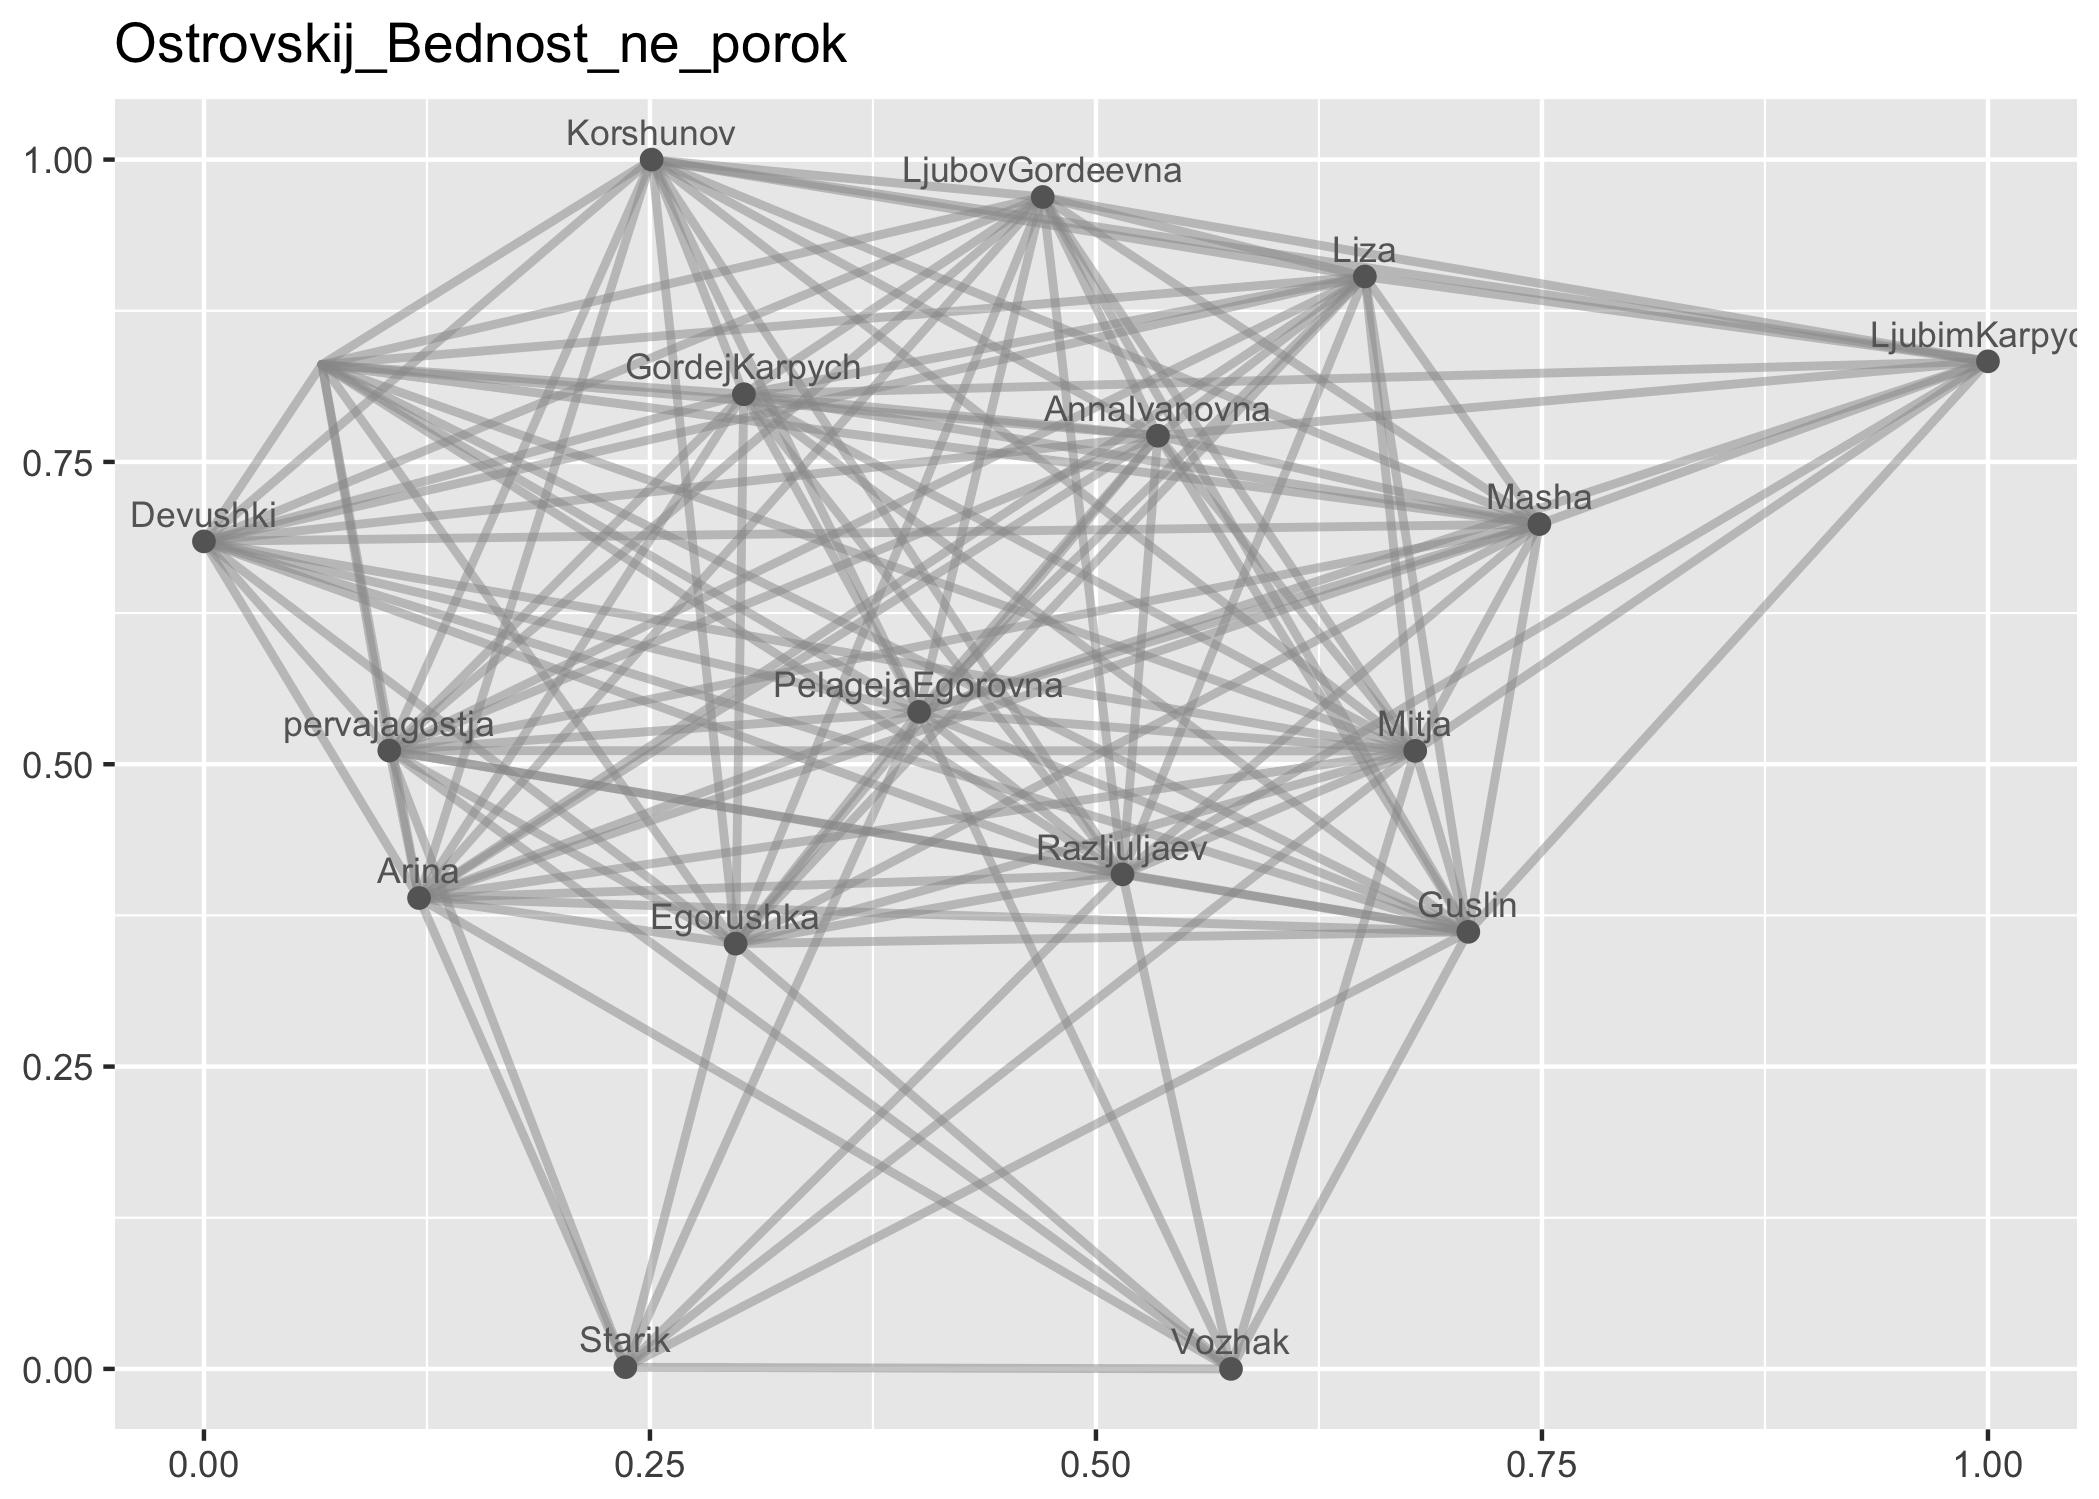 Ostrovskij_Bednost_ne_porok
Korshunov
LjubovGordeevna
Liza
LjubimKarpyc
GordejKarpych
AnnaIvanovna
Masha
Devushki
PelagejaEgorovna
pervajagostja
Mitja
Razljuljaev
Arina
Guslin
Egorushka
Starik
Vozhak
1.00
0.75
0.50
0.25
0.00
0.00 0.25 0.50 0.75 1.00